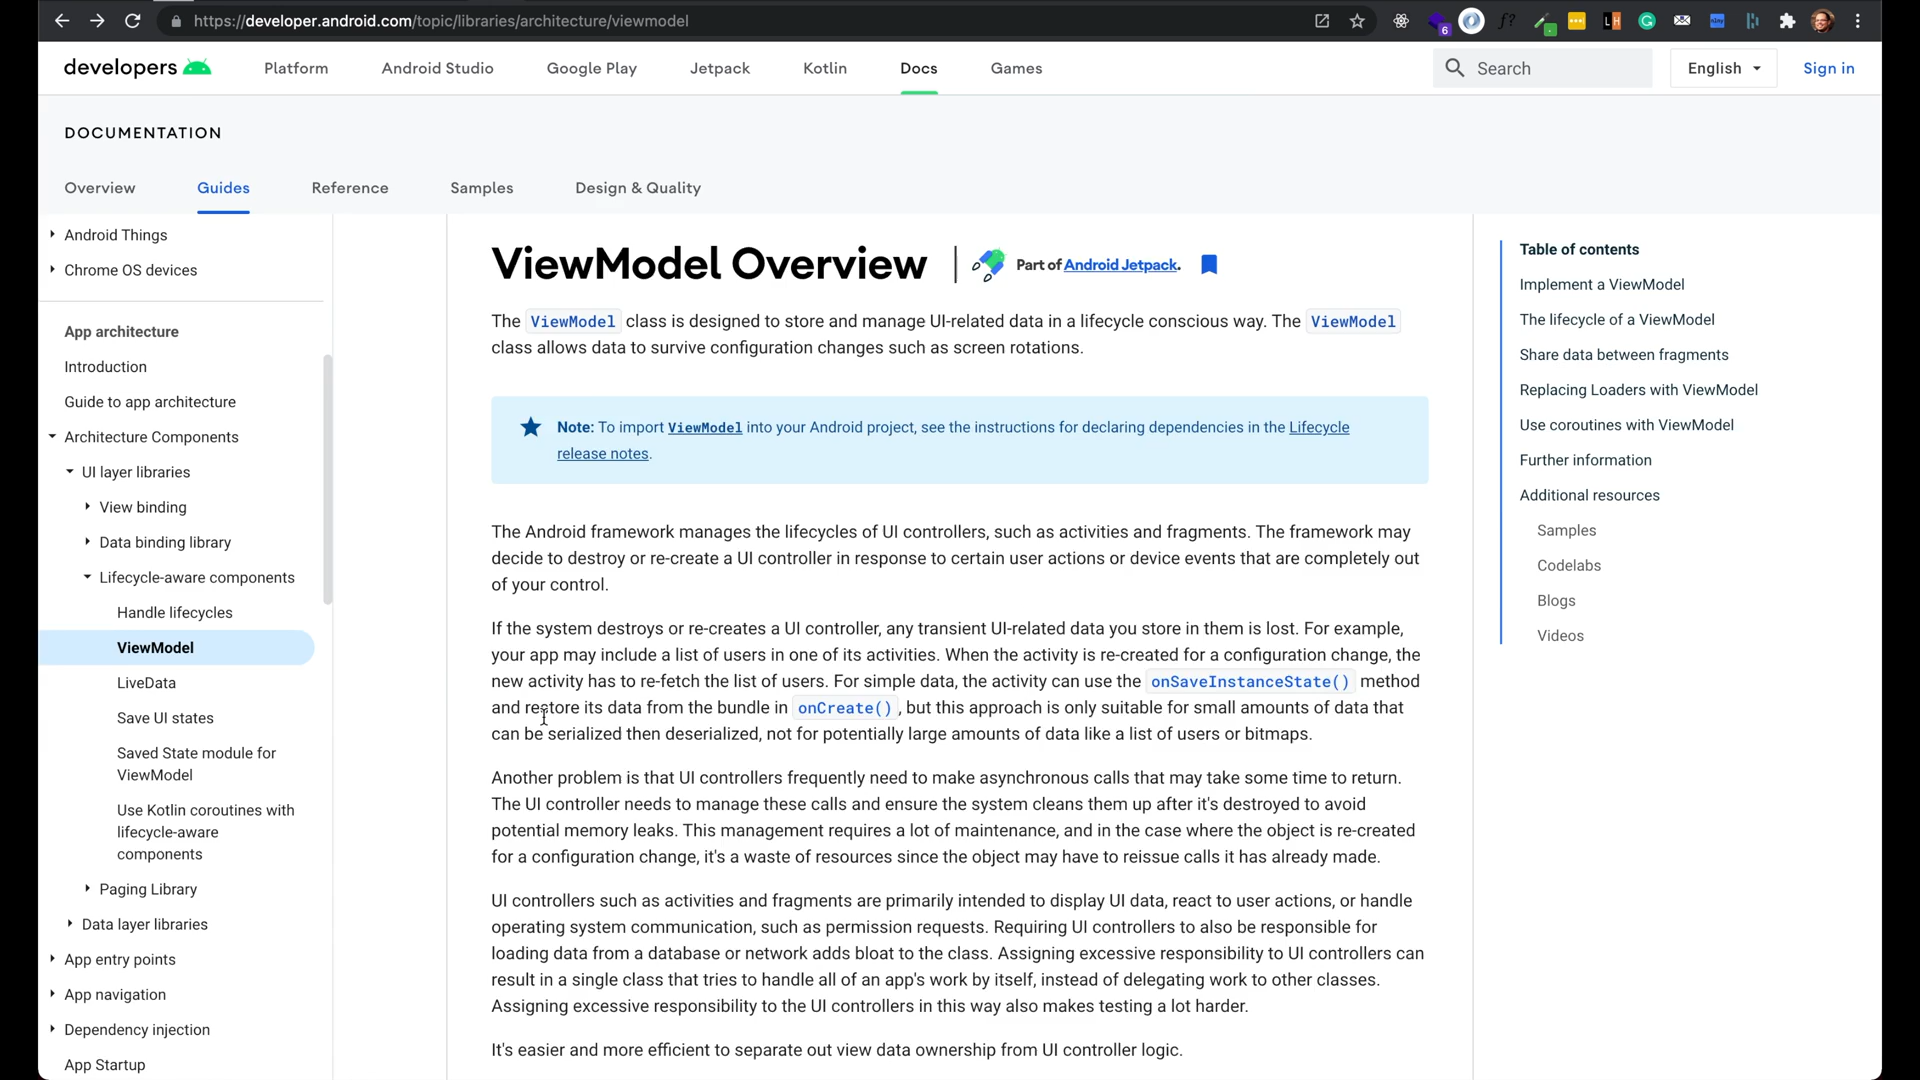 https://developer.android.com/topic/libraries/architecture/viewmodel
6
developers
Platform
Android Studio
Google Play
Jetpack
Kotlin
Docs
Games
Search
English
Sign in
DOCUMENTATION
Overview
Guides
Reference
Samples
Design & Quality
Android Things
Chrome OS devices
App architecture
Introduction
Guide to app architecture
Architecture Components
UI layer libraries
View binding
Data binding library
Lifecycle-aware components
Handle lifecycles
ViewModel
LiveData
Save UI states
Saved State module for
ViewModel
Use Kotlin coroutines with
lifecycle-aware
components
Paging Library
Data layer libraries
App entry points
App navigation
Dependency injection
App Startup
ViewModel Overview
Part of Android Jetpack.
The ViewModel class is designed to store and manage UI-related data in a lifecycle conscious way. The ViewModel
class allows data to survive configuration changes such as screen rotations.
Note: To import ViewModel into your Android project, see the instructions for declaring dependencies in the Lifecycle
release notes.
The Android framework manages the lifecycles of UI controllers, such as activities and fragments. The framework may
decide to destroy or re-create a UI controller in response to certain user actions or device events that are completely out
of your control.
If the system destroys or re-creates a UI controller, any transient UI-related data you store in them is lost. For example,
your app may include a list of users in one of its activities. When the activity is re-created for a configuration change, the
new activity has to re-fetch the list of users. For simple data, the activity can use the onSaveInstanceState() method
and restore its data from the bundle in onCreate(), but this approach is only suitable for small amounts of data that
can be serialized then deserialized, not for potentially large amounts of data like a list of users or bitmaps.
Another problem is that UI controllers frequently need to make asynchronous calls that may take some time to return.
The UI controller needs to manage these calls and ensure the system cleans them up after it's destroyed to avoid
potential memory leaks. This management requires a lot of maintenance, and in the case where the object is re-created
for a configuration change, it's a waste of resources since the object may have to reissue calls it has already made.
UI controllers such as activities and fragments are primarily intended to display UI data, react to user actions, or handle
operating system communication, such as permission requests. Requiring UI controllers to also be responsible for
loading data from a database or network adds bloat to the class. Assigning excessive responsibility to UI controllers can
result in a single class that tries to handle all of an app's work by itself, instead of delegating work to other classes.
Assigning excessive responsibility to the UI controllers in this way also makes testing a lot harder.
It's easier and more efficient to separate out view data ownership from UI controller logic.
Table of contents
Implement a ViewModel
The lifecycle of a ViewModel
Share data between fragments
Replacing Loaders with ViewModel
Use coroutines with ViewModel
Further information
Additional resources
Samples
Codelabs
Blogs
Videos